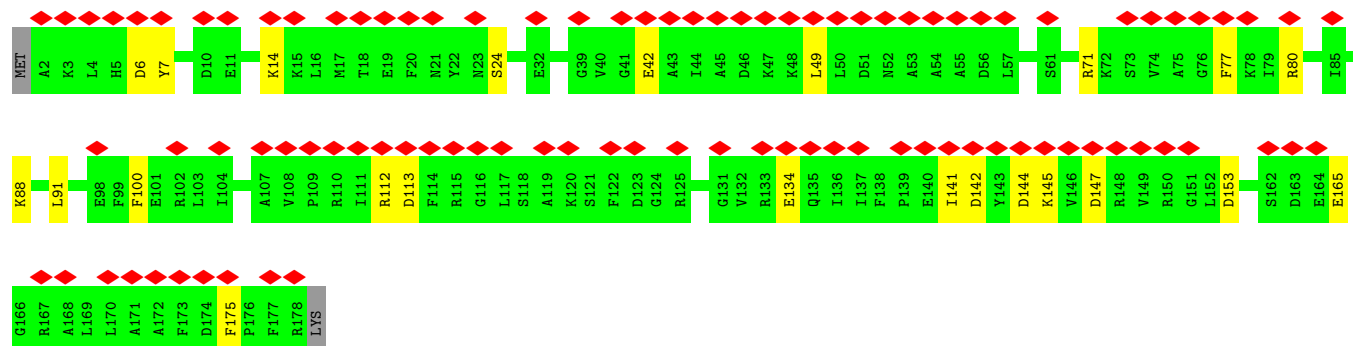 MET A2 K3 L4 H5 D6 Y7 D10 E11 K14 K15 L16 M17 T18 E19 F20 N21 Y22 N23 S24 E32 G39 V40 G41 E42 A43 I44 A45 D46 K47 K48 L49 L50 D51 N52 A53 A54 A55 D56 L57 S61 R71 K72 S73 V74 A75 G76 F77 K78 I79 R80 I85
K88 L91 E98 F99 F100 E101 R102 L103 I104 A107 V108 P109 R110 I111 R112 D113 F114 R115 G116 L117 S118 A119 K120 S121 F122 D123 G124 R125 G131 V132 R133 E134 Q135 I136 I137 F138 P139 E140 I141 D142 Y143 D144 K145 V146 D147 R148 V149 R150 G151 L152 D153 S162 D163 E164 E165
G166 R167 A168 L169 L170 A171 A172 F173 D174 F175 P176 F177 R178 LYS